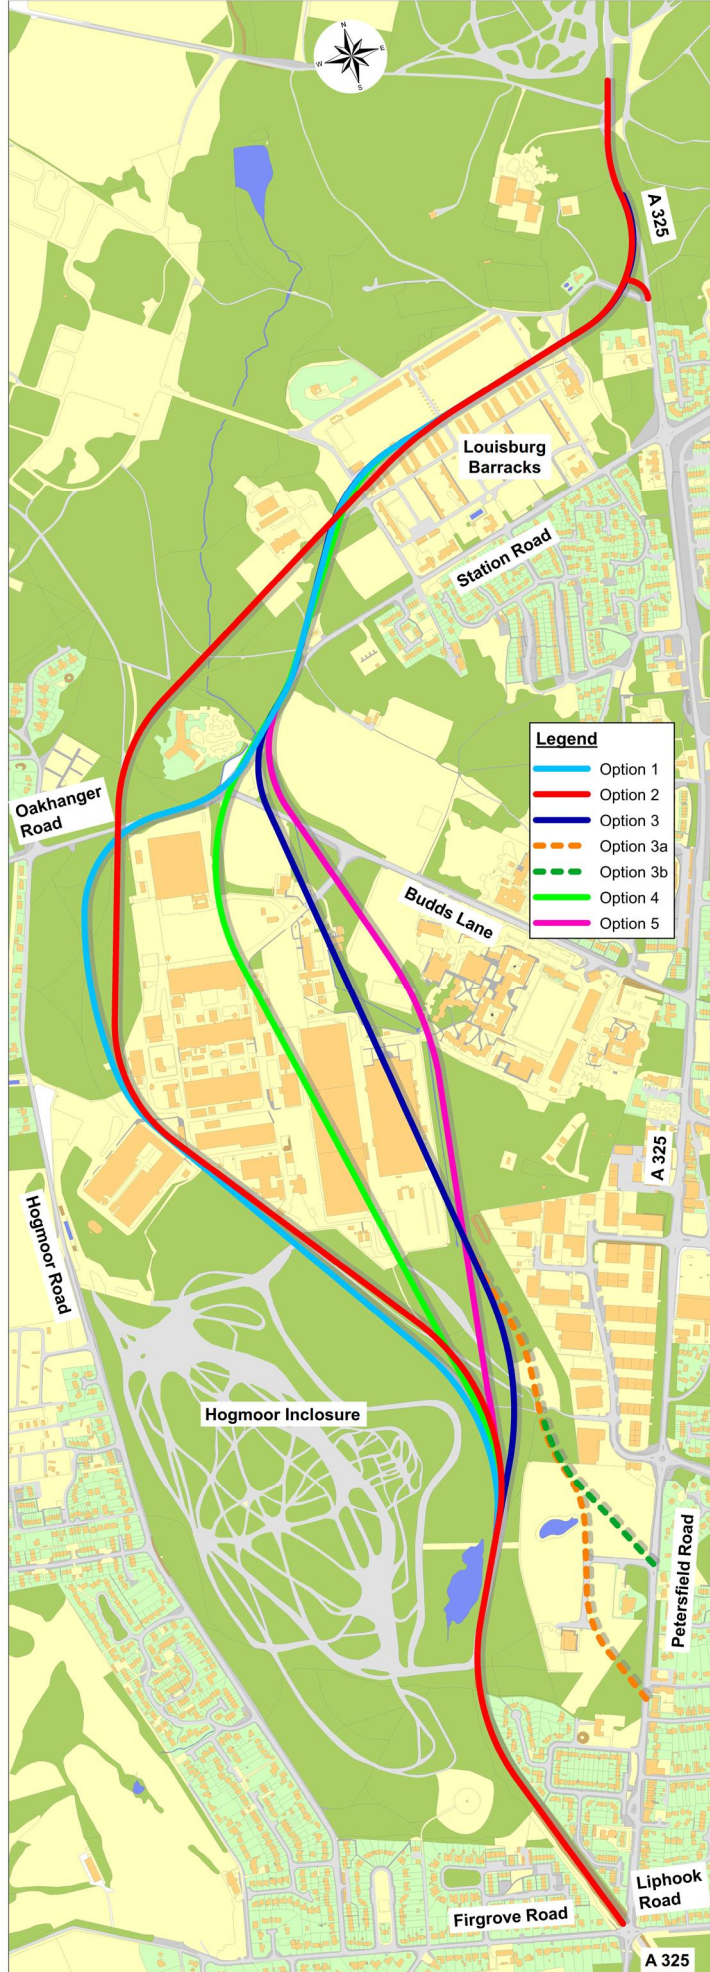 N
E
W
S
A 325
Louisburg
Barracks
Station Road
Legend
Option 1
Option 2
Option 3
Option 3a
Option 3b
Option 4
Option 5
Oakhanger
Road
Budds Lane
A 325
Hogmoor Road
Hogmoor Inclosure
Petersfield Road
Liphook
Road
Firgrove Road
A 325